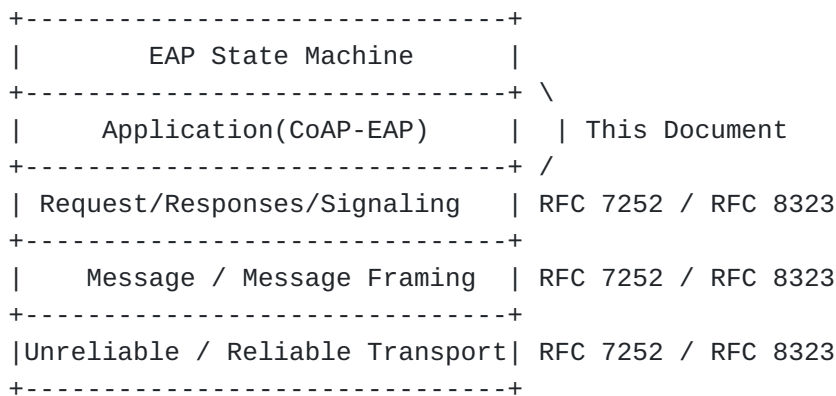 +-------------------------------+
|        EAP State Machine      |
+-------------------------------+ \
|     Application(CoAP-EAP)     |  | This Document
+-------------------------------+ /
| Request/Responses/Signaling   | RFC 7252 / RFC 8323
+-------------------------------+
|    Message / Message Framing  | RFC 7252 / RFC 8323
+-------------------------------+
|Unreliable / Reliable Transport| RFC 7252 / RFC 8323
+-------------------------------+